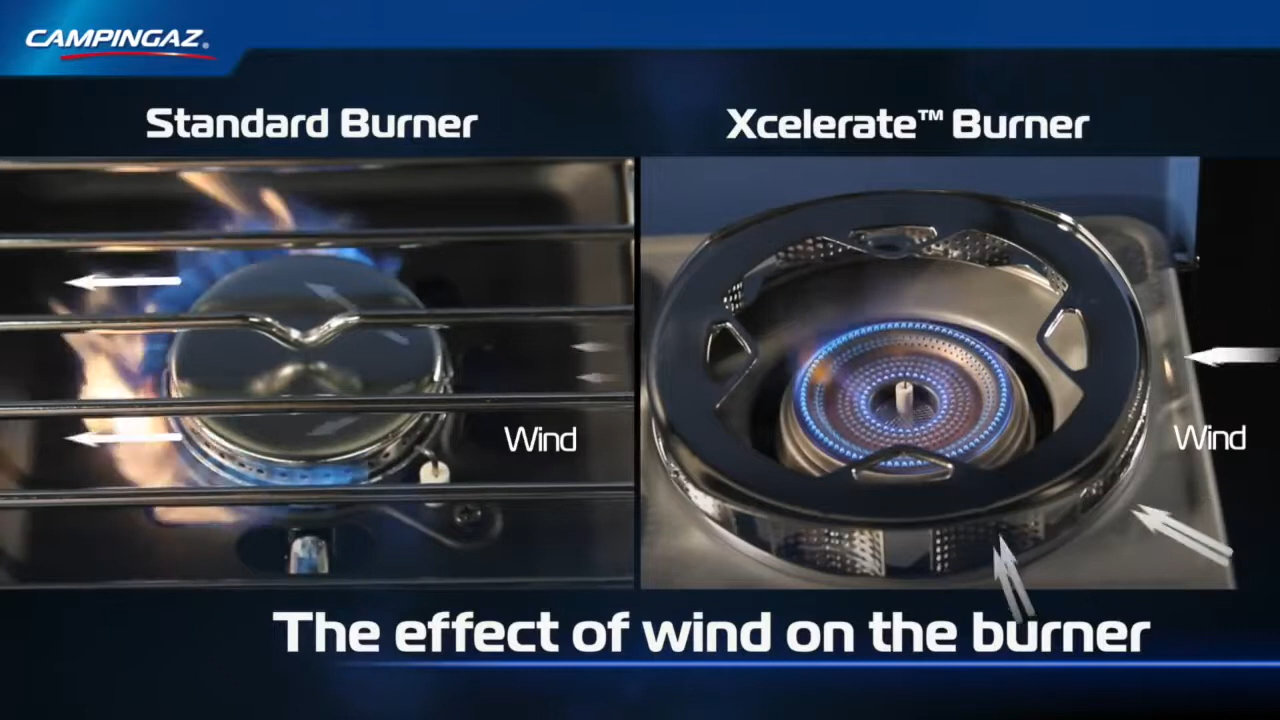 CAMPINGAZ®
Standard Burner
Xcelerate™ Burner
Wind
Wind
The effect of wind on the burner